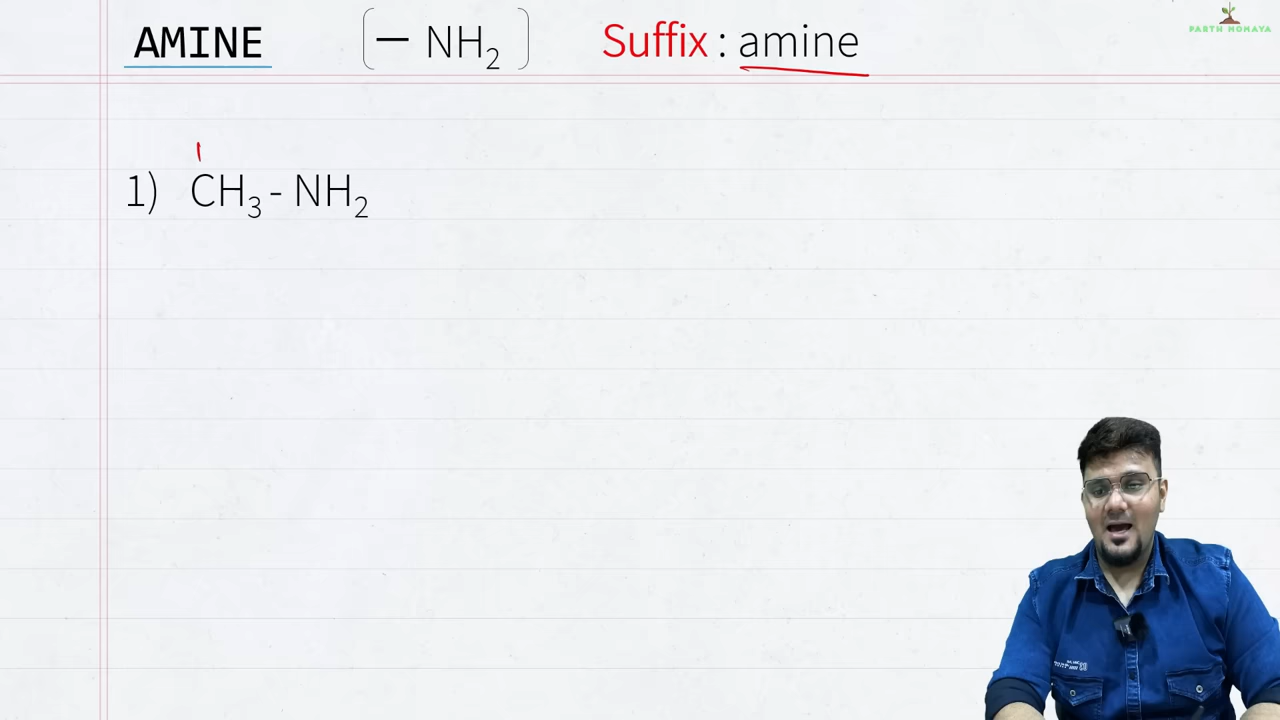 PARTH MOMAYA
AMINE (– NH₂) Suffix : amine
1
1) CH₃ - NH₂